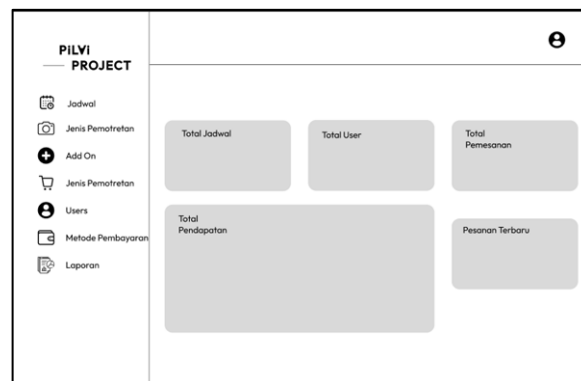 PiLVi
PROJECT
Jadwal
Jenis Pemotretan
Add On
Jenis Pemotretan
Users
Metode Pembayaran
Laporan
Total Jadwal
Total User
Total
Pemesanan
Total
Pendapatan
Pesanan Terbaru